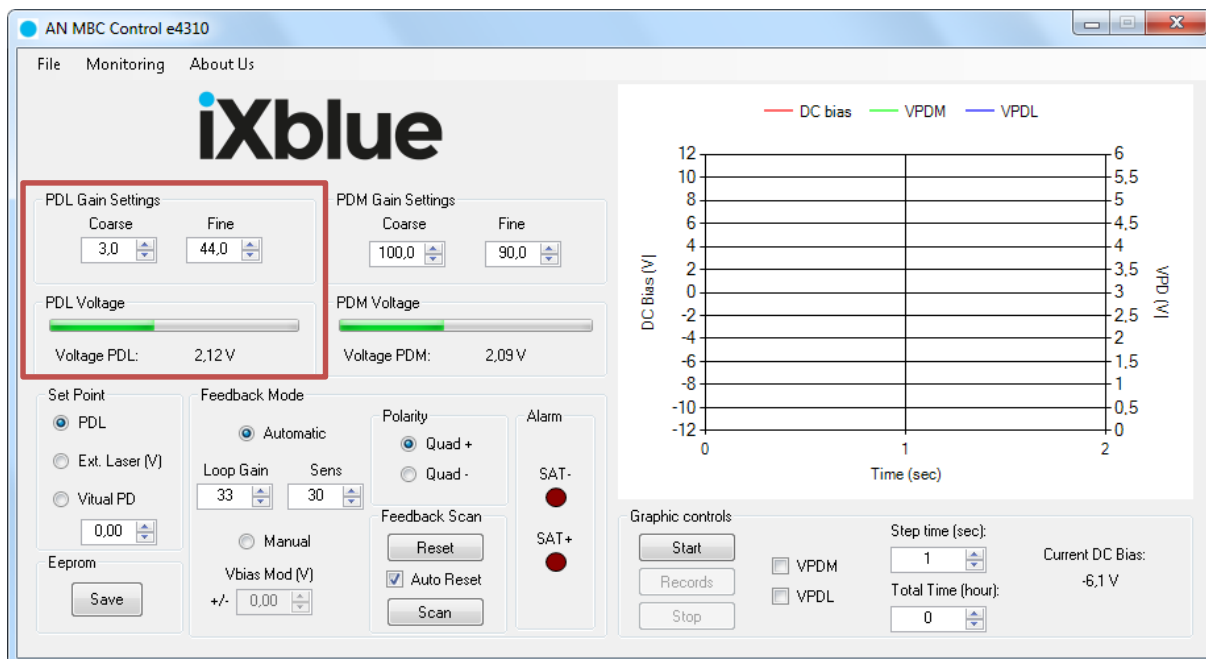 AN MBC Control e4310
File Monitoring About Us
iXblue
PDL Gain Settings
Coarse Fine
3,0 44,0
PDM Gain Settings
Coarse Fine
100,0 90,0
PDL Voltage
Voltage PDL: 2,12 V
PDM Voltage
Voltage PDM: 2,09 V
Set Point
PDL
Ext. Laser (V)
Vitual PD
0,00
Eeprom
Save
Feedback Mode
Automatic
Loop Gain Sens
33 30
Manual
Vbias Mod (V)
+/- 0,00
Polarity
Quad +
Quad -
Feedback Scan
Reset
Auto Reset
Scan
Alarm
SAT-
SAT+
DC bias VPDM VPDL
DC Bias (V)
12
10
8
6
4
2
0
-2
-4
-6
-8
-10
-12
6
5,5
5
4,5
4
3,5
3
2,5
2
1,5
1
0,5
0
VPD (V)
0 1 2
Time (sec)
Graphic controls
Start
Records
Stop
VPDM
VPDL
Step time (sec):
1
Total Time (hour):
0
Current DC Bias:
-6,1 V